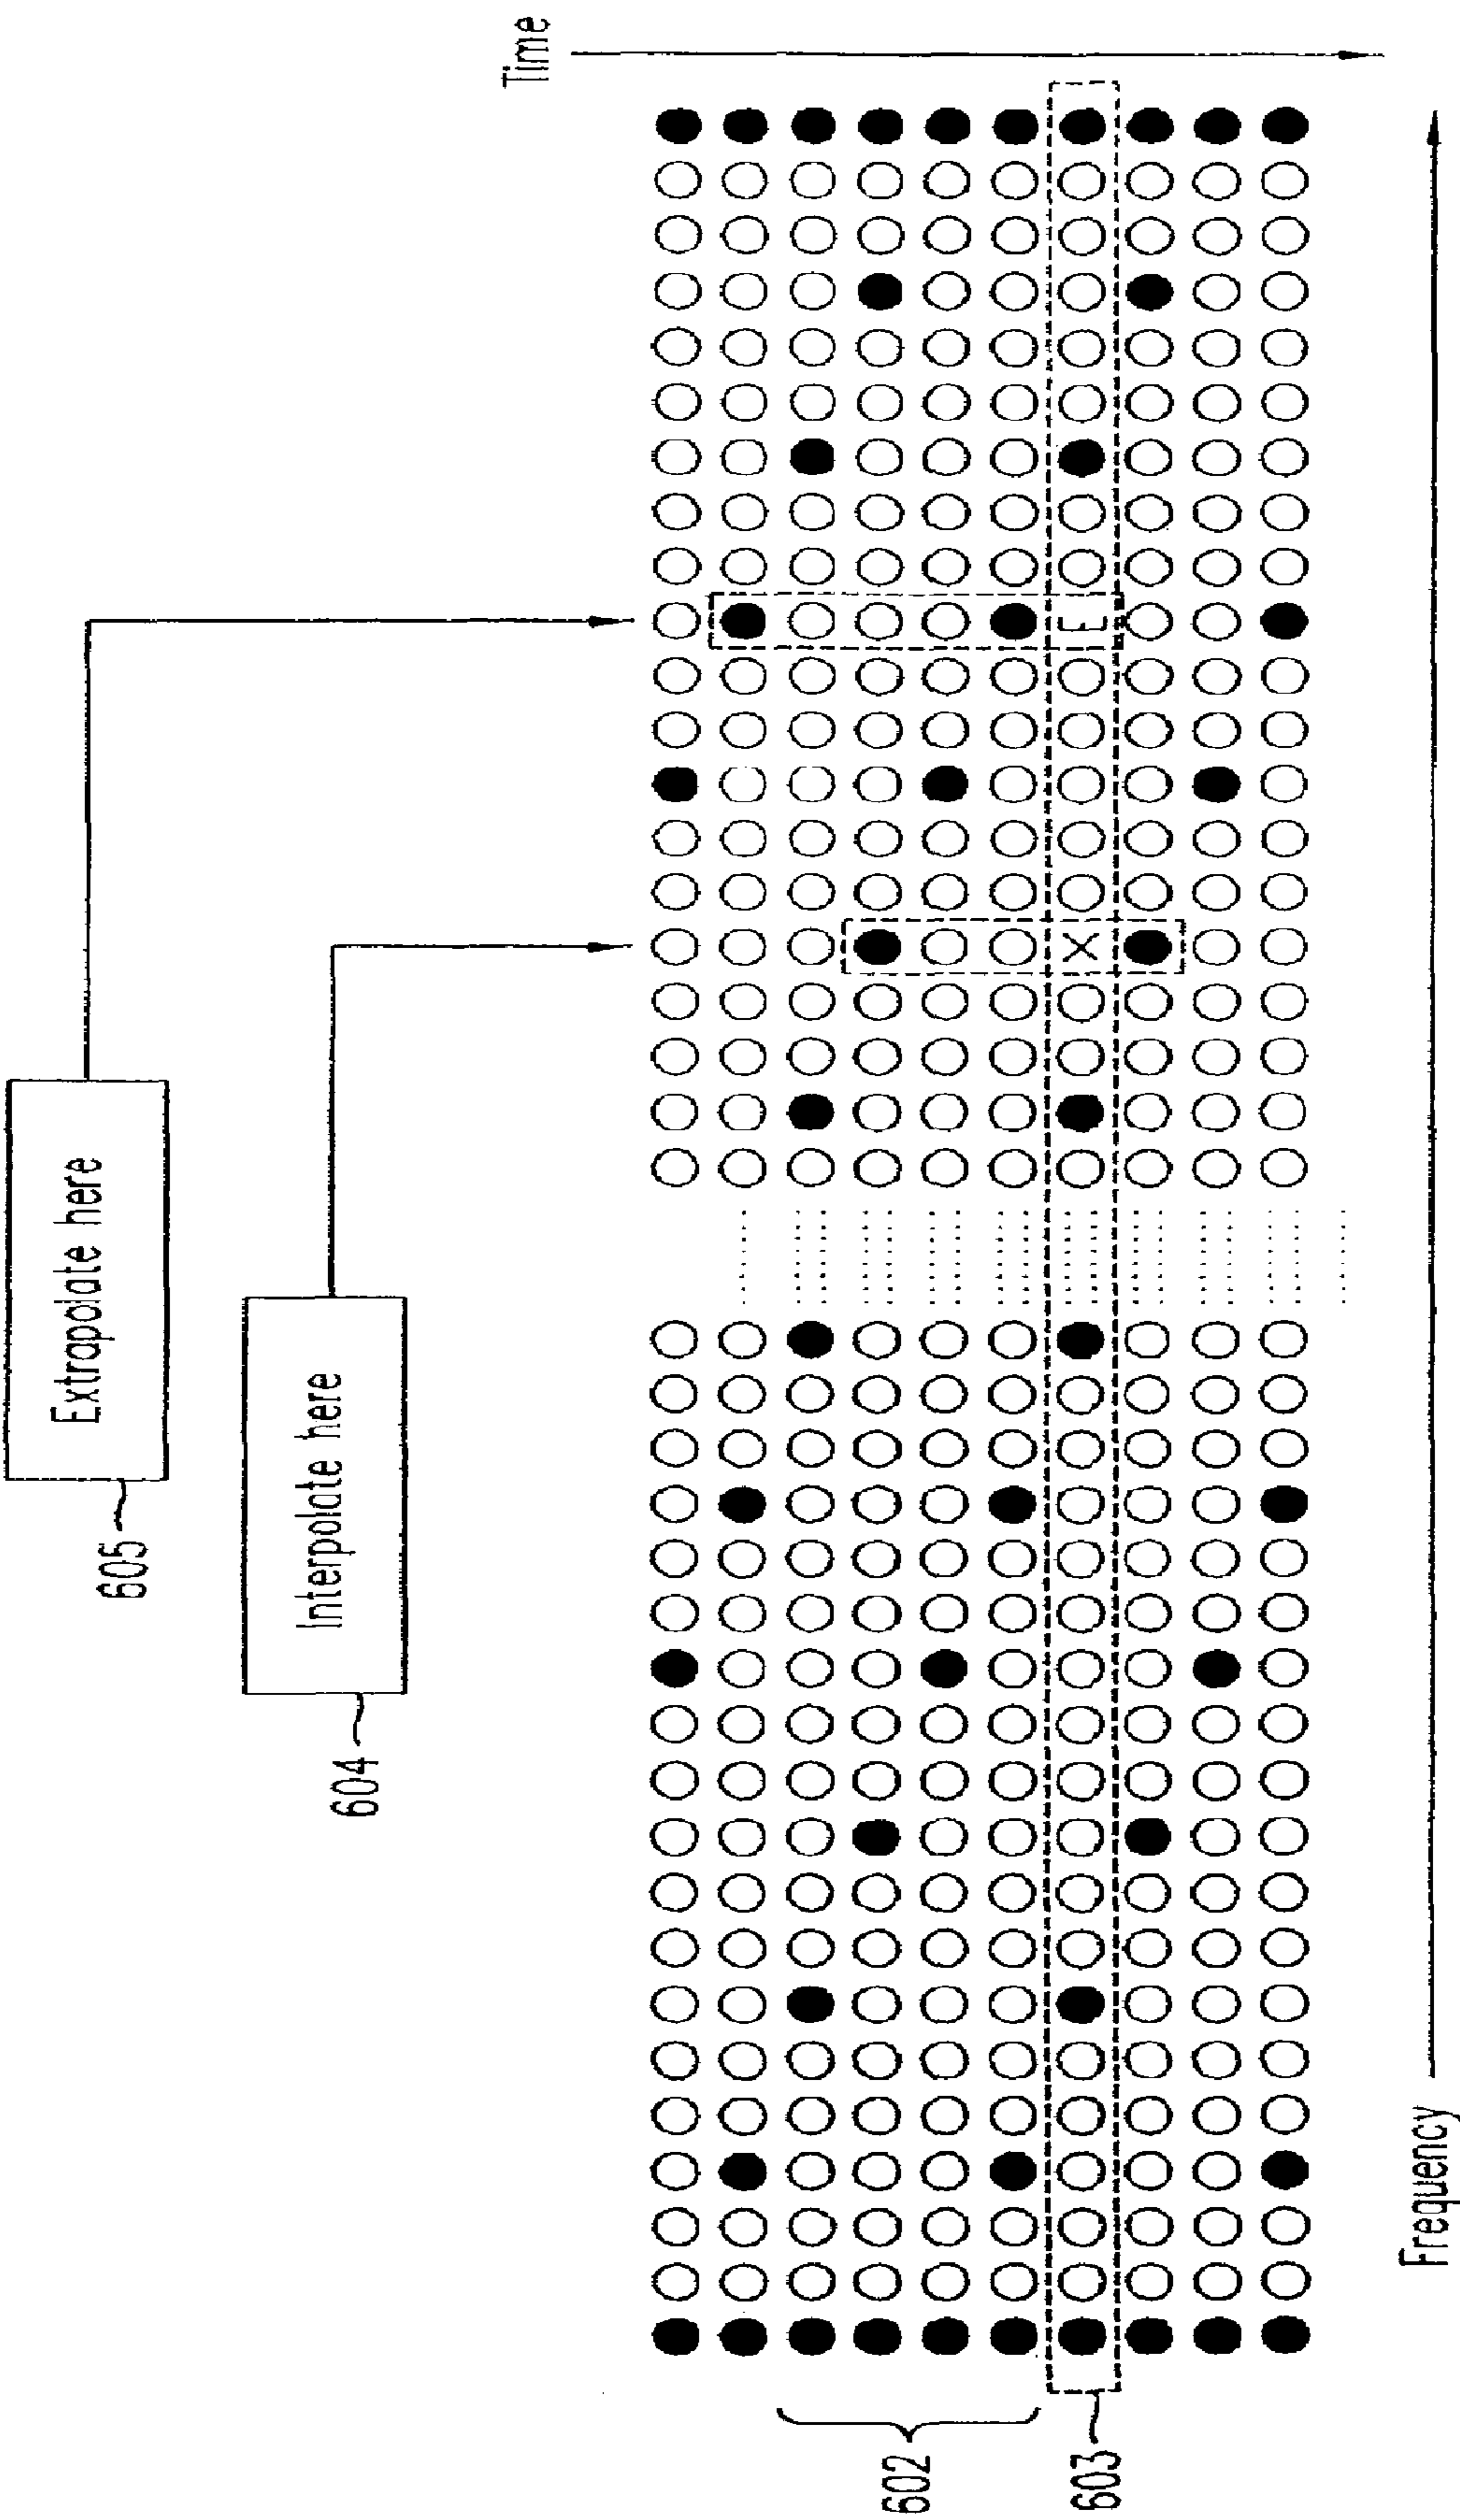 Extrapolate here
605
Interpolate here
604
Time
E
X
602
603
Frequency